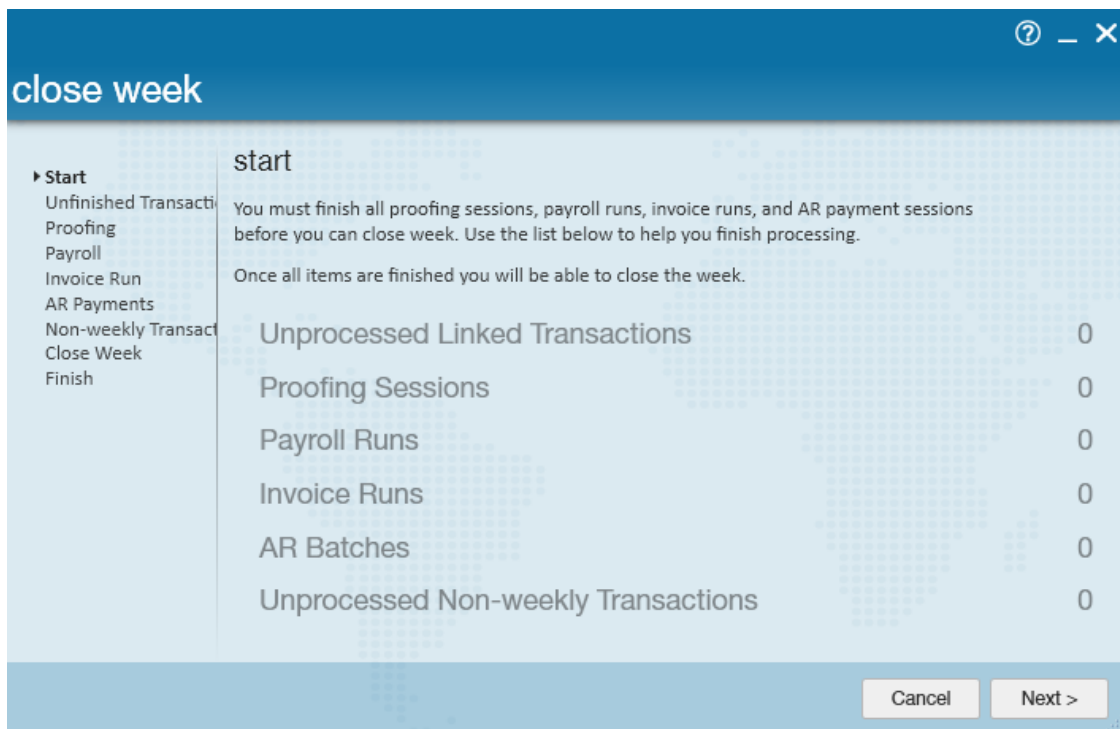 close week
Start
Unfinished Transacti
Proofing
Payroll
Invoice Run
AR Payments
Non-weekly Transact
Close Week
Finish
start
You must finish all proofing sessions, payroll runs, invoice runs, and AR payment sessions
before you can close week. Use the list below to help you finish processing.
Once all items are finished you will be able to close the week.
Unprocessed Linked Transactions 0
Proofing Sessions 0
Payroll Runs 0
Invoice Runs 0
AR Batches 0
Unprocessed Non-weekly Transactions 0
Cancel Next >